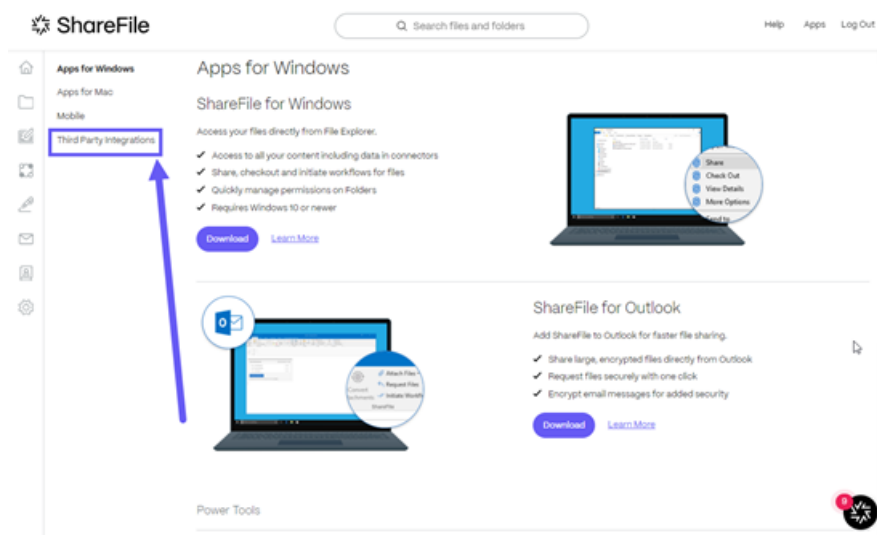 ShareFile
Search files and folders
Help Apps Log Out
Apps for Windows
Apps for Mac
Mobile
Third Party Integrations
Apps for Windows
ShareFile for Windows
Access your files directly from File Explorer.
✔ Access to all your content including data in connectors
✔ Share, checkout and initiate workflows for files
✔ Quickly manage permissions on Folders
✔ Requires Windows 10 or newer
Download Learn More
Share
Check Out
View Details
More Options
Send to
Attach Files
Request Files
Initiate Workfl
ShareFile
ShareFile for Outlook
Add ShareFile to Outlook for faster file sharing.
✔ Share large, encrypted files directly from Outlook
✔ Request files securely with one click
✔ Encrypt email messages for added security
Download Learn More
Power Tools
9